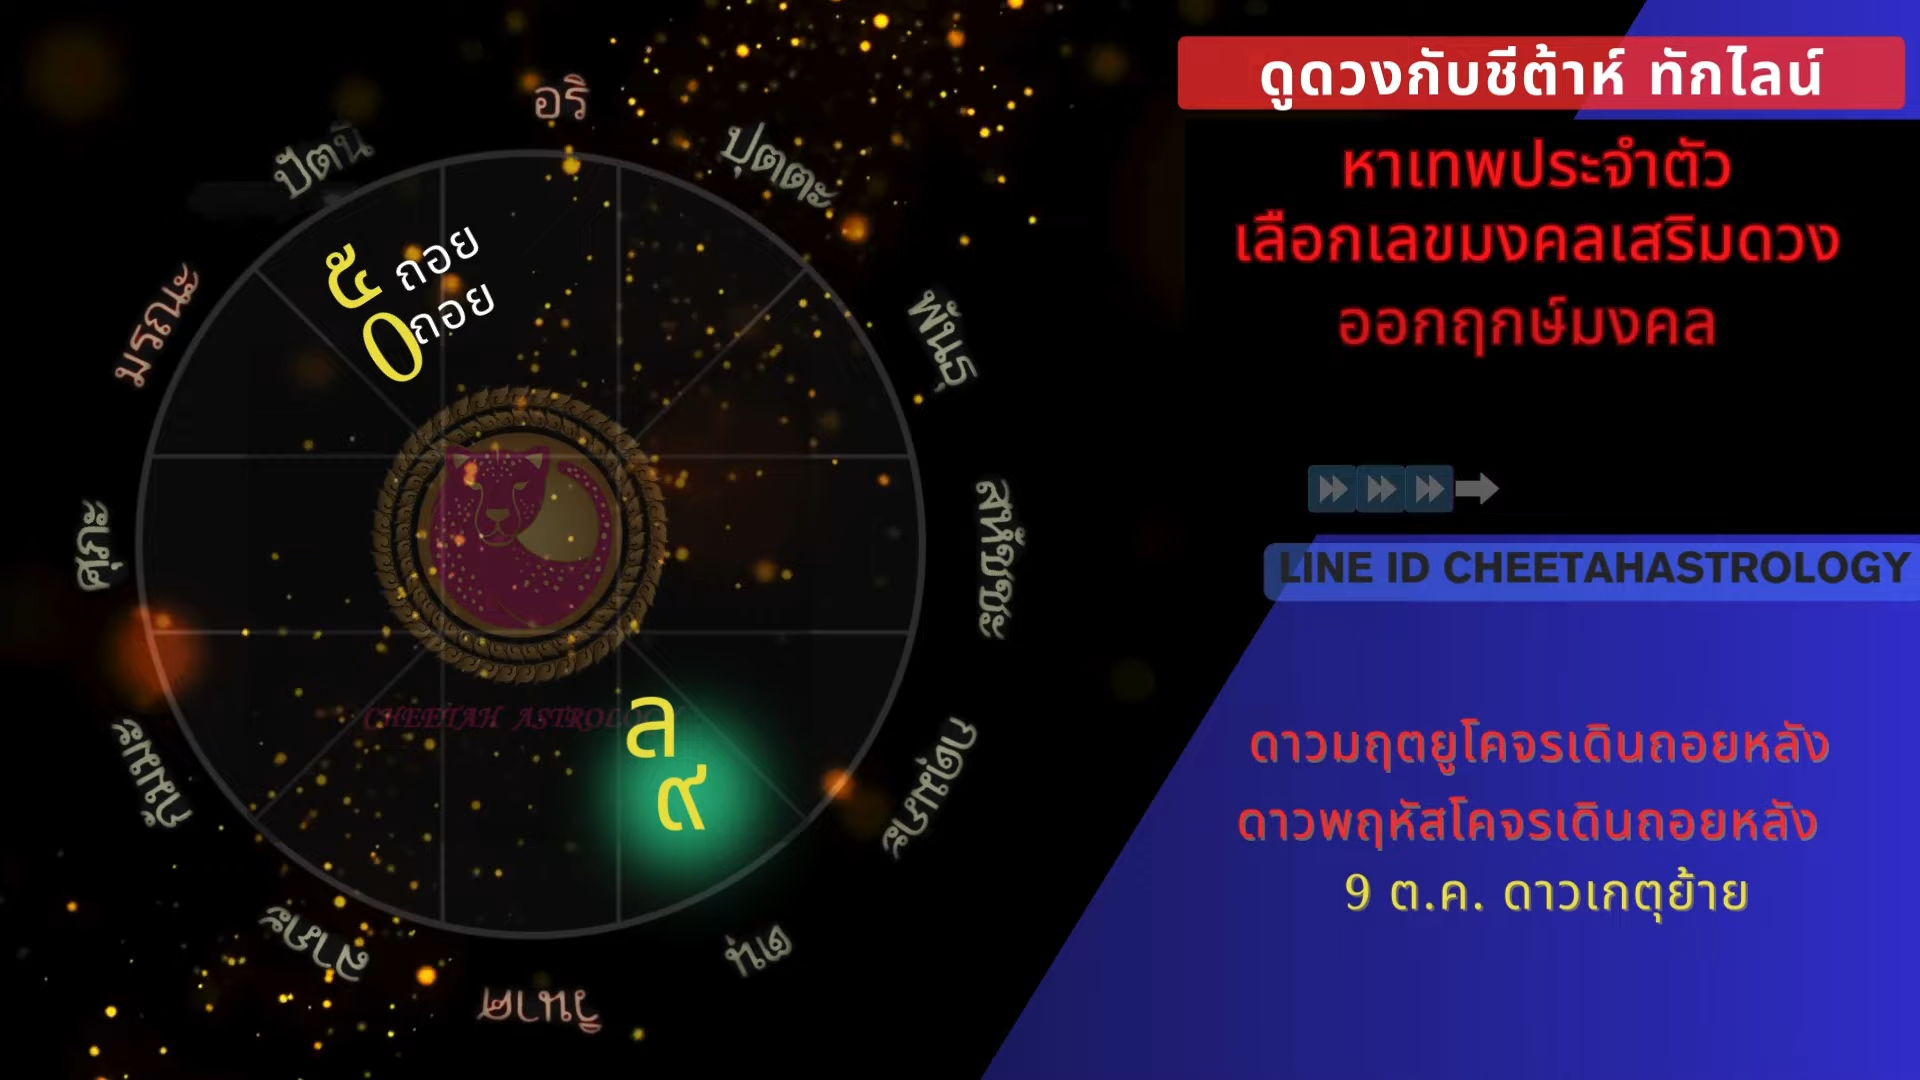 ดูดวงกับชีต้าห์ ทักไลน์
หาเทพประจำตัว
เลือกเลขมงคลเสริมดวง
ออกฤกษ์มงคล
LINE ID CHEETAHASTROLOGY
ดาวมฤตยูโคจรเดินถอยหลัง
ดาวพฤหัสโคจรเดินถอยหลัง
9 ต.ค. ดาวเกตุย้าย
อริ
ปุตตะ
พันธุ
สหัชชะ
กดุมภะ
ตนุ
วินาศ
ลาภะ
กัมมะ
ศุภะ
มรณะ
ปัตนิ
๕ ถอย
0 ถอย
ล
๙
CHEETAH ASTROLOGY